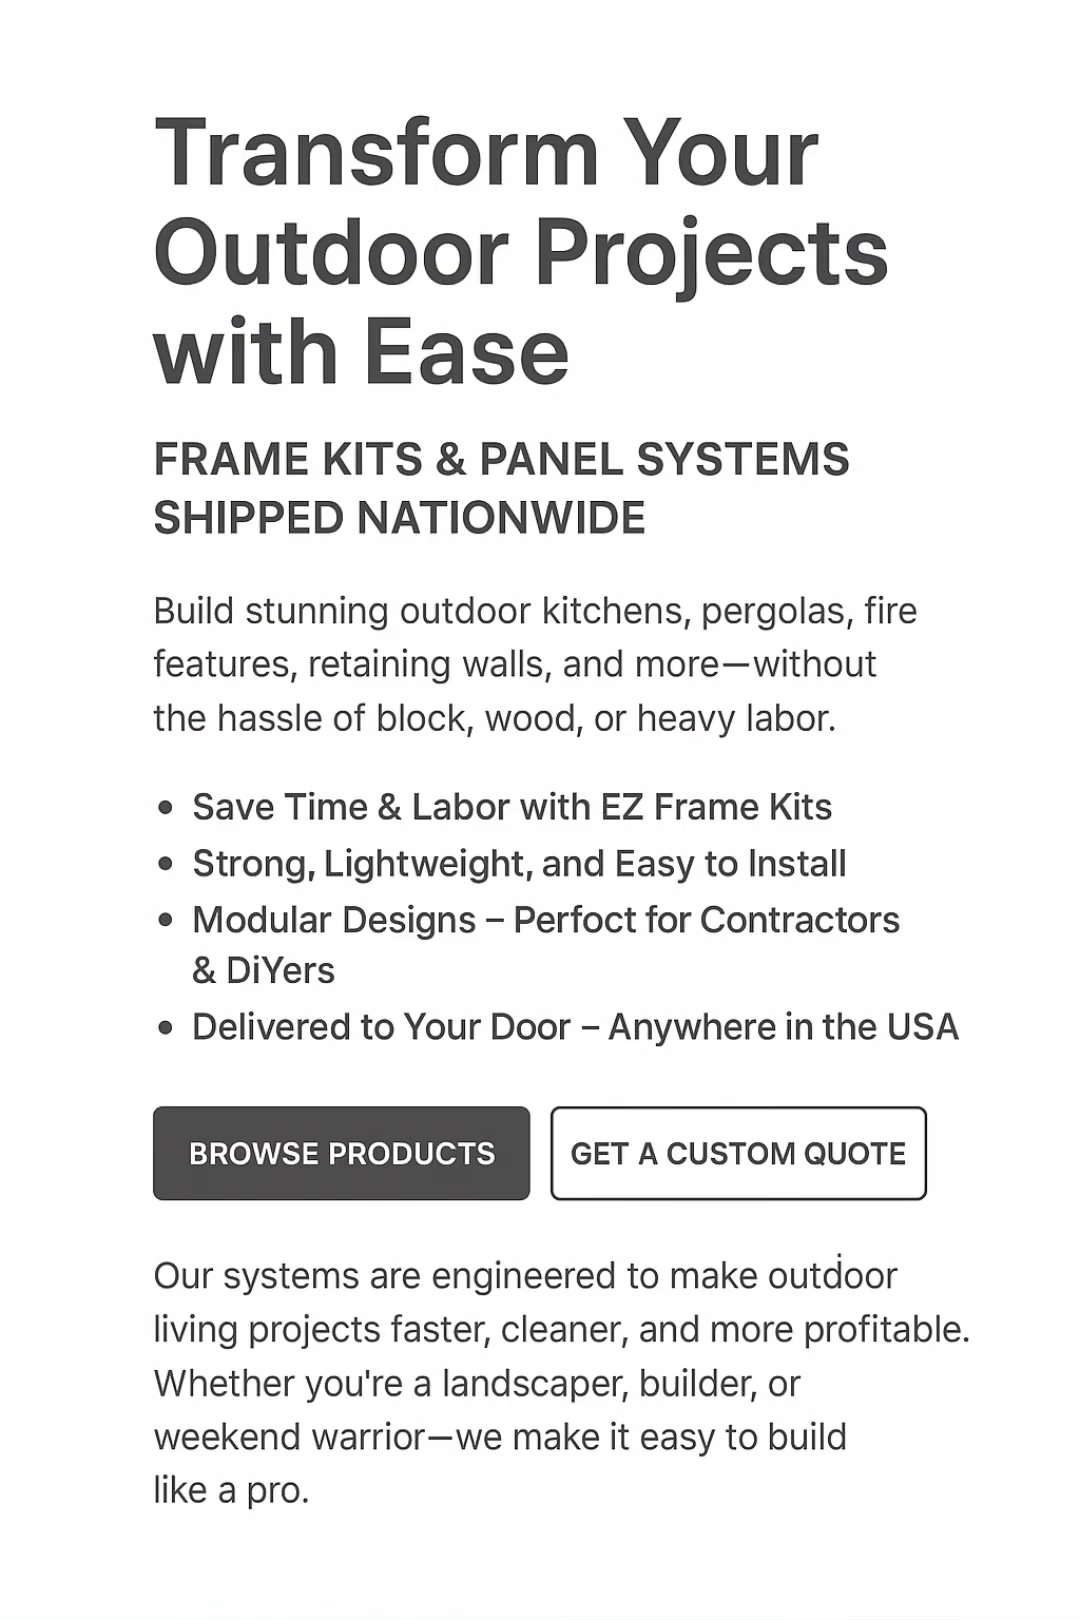 Transform Your
Outdoor Projects
with Ease
FRAME KITS & PANEL SYSTEMS
SHIPPED NATIONWIDE
Build stunning outdoor kitchens, pergolas, fire
features, retaining walls, and more—without
the hassle of block, wood, or heavy labor.
• Save Time & Labor with EZ Frame Kits
• Strong, Lightweight, and Easy to Install
• Modular Designs – Perfoct for Contractors
& DiYers
• Delivered to Your Door – Anywhere in the USA
BROWSE PRODUCTS
GET A CUSTOM QUOTE
Our systems are engineered to make outdoor
living projects faster, cleaner, and more profitable.
Whether you're a landscaper, builder, or
weekend warrior—we make it easy to build
like a pro.